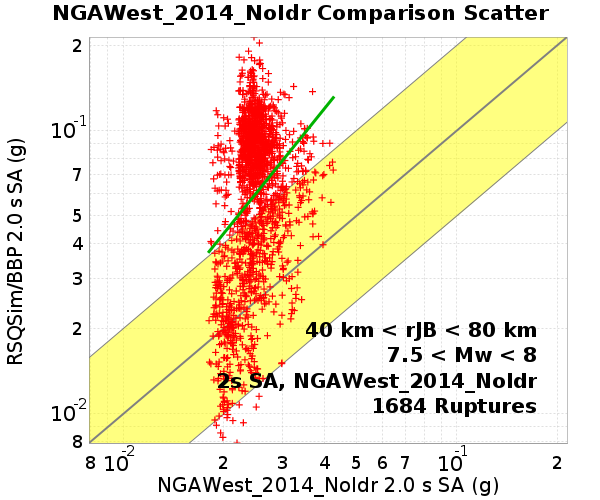 NGAWest_2014_NoIdr Comparison Scatter
RSQSim/BBP 2.0 s SA (g)
2
10-1
7
5
4
3
2
10-2
8
40 km < rJB < 80 km
7.5 < Mw < 8
2s SA, NGAWest_2014_NoIdr
1684 Ruptures
8 10-2 2 3 4 5 6 7 10-1 2
NGAWest_2014_NoIdr 2.0 s SA (g)